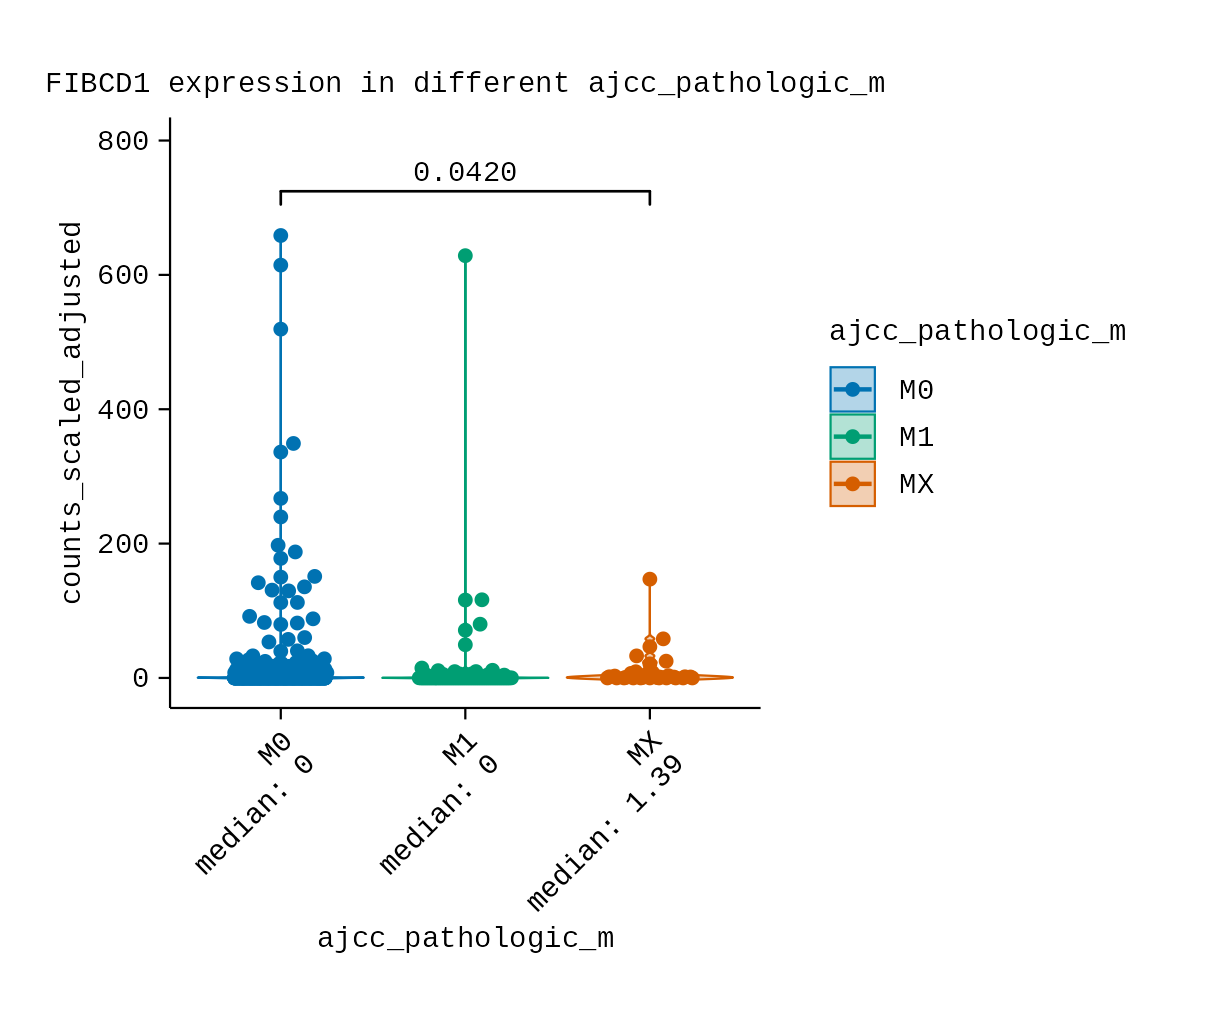 FIBCD1 expression in different ajcc_pathologic_m
800
600
400
200
0
counts_scaled_adjusted
0.0420
M0
median: 0
M1
median: 0
MX
median: 1.39
ajcc_pathologic_m
ajcc_pathologic_m
M0
M1
MX